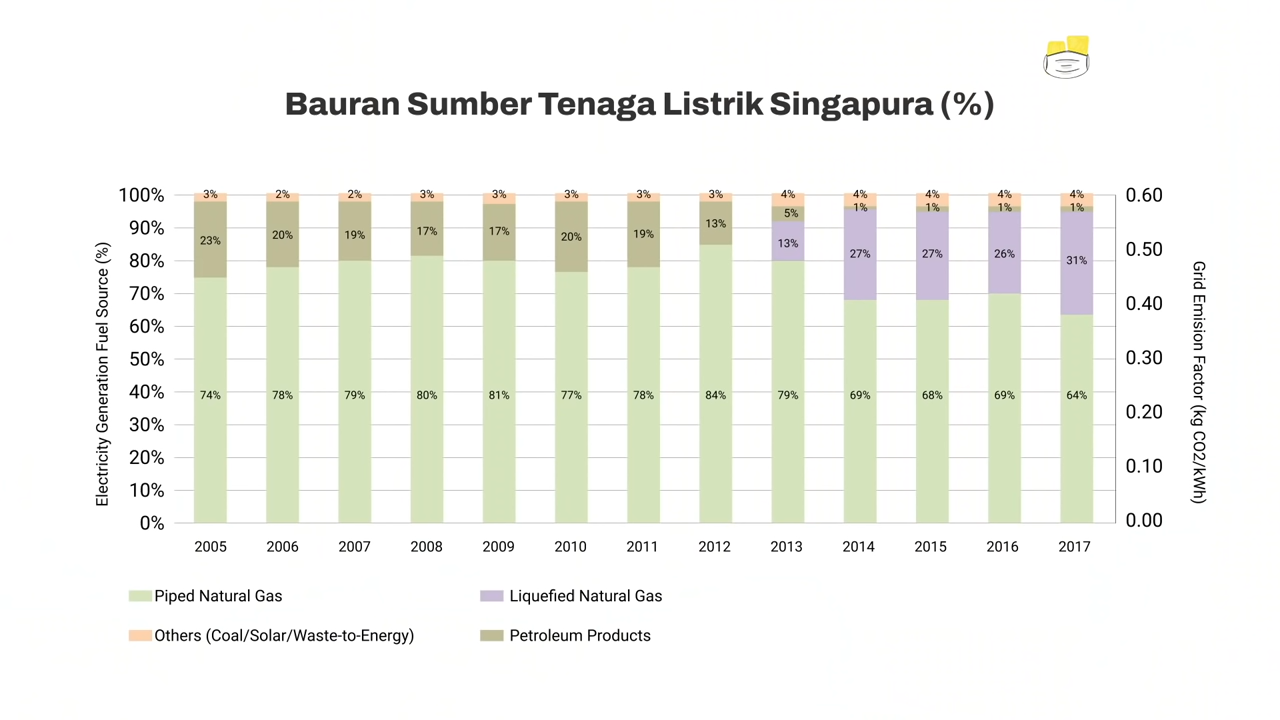 Bauran Sumber Tenaga Listrik Singapura (%)
Electricity Generation Fuel Source (%)
Grid Emision Factor (kg CO2/kWh)
100% 3% 2% 2% 3% 3% 3% 3% 3% 4% 4% 4% 4% 4% 0.60
5% 1% 1% 1% 1%
90% 23% 20% 19% 17% 17% 20% 19% 13% 13% 27% 27% 26% 31% 0.50
80%
70% 0.40
60%
50% 0.30
40% 74% 78% 79% 80% 81% 77% 78% 84% 79% 69% 68% 69% 64%
30% 0.20
20%
10% 0.10
0% 0.00
2005 2006 2007 2008 2009 2010 2011 2012 2013 2014 2015 2016 2017
Piped Natural Gas Liquefied Natural Gas
Others (Coal/Solar/Waste-to-Energy) Petroleum Products